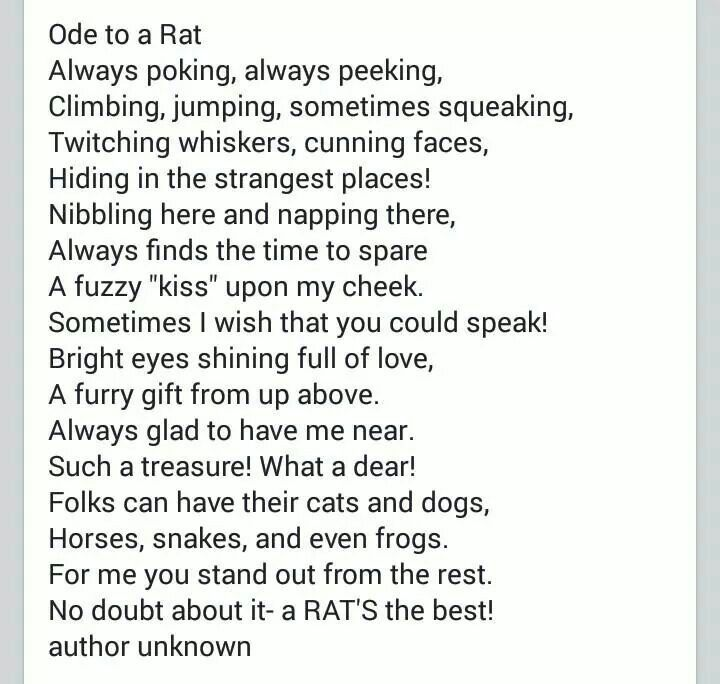 Ode to a Rat
Always poking, always peeking,
Climbing, jumping, sometimes squeaking,
Twitching whiskers, cunning faces,
Hiding in the strangest places!
Nibbling here and napping there,
Always finds the time to spare
A fuzzy "kiss" upon my cheek.
Sometimes I wish that you could speak!
Bright eyes shining full of love,
A furry gift from up above.
Always glad to have me near.
Such a treasure! What a dear!
Folks can have their cats and dogs,
Horses, snakes, and even frogs.
For me you stand out from the rest.
No doubt about it- a RAT'S the best!
author unknown